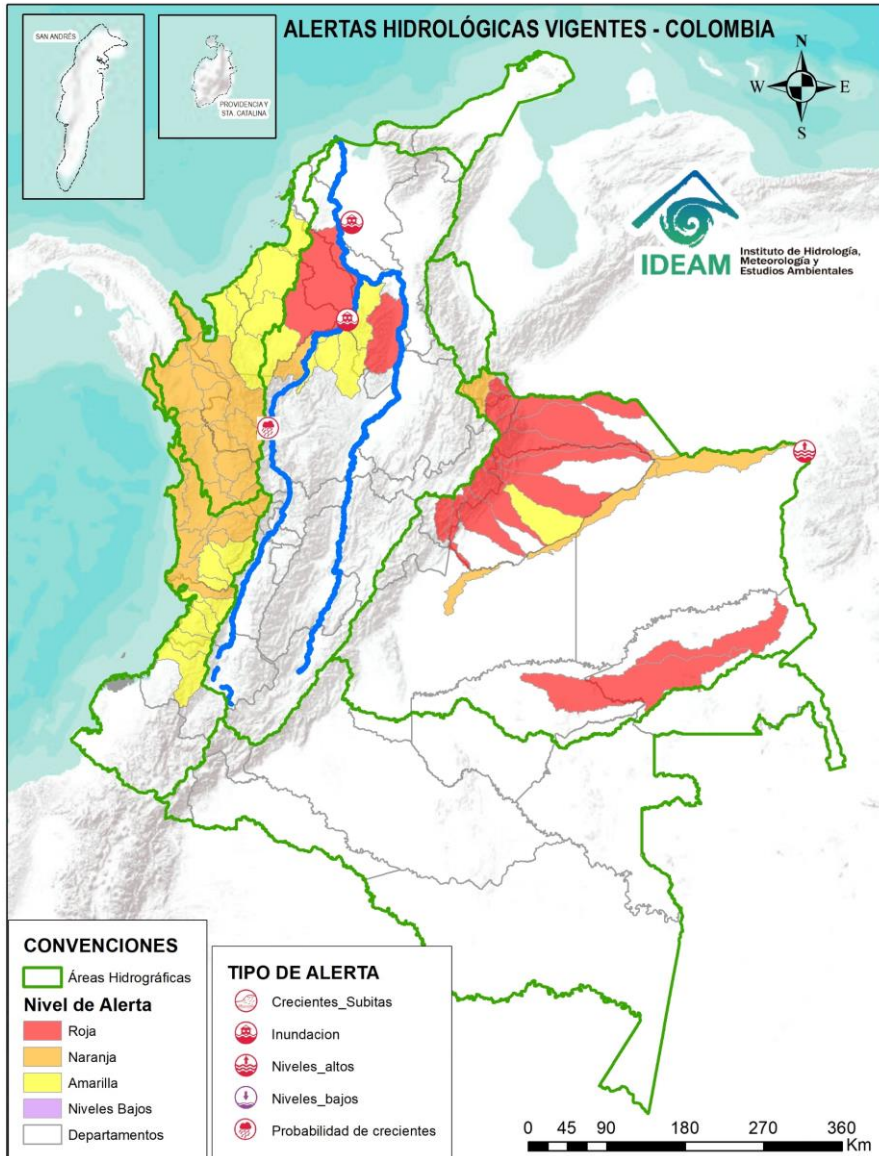 ALERTAS HIDROLÓGICAS VIGENTES - COLOMBIA
SAN ANDRÉS
PROVIDENCIA Y
STA. CATALINA
N
W
E
S
IDEAM
Instituto de Hidrología,
Meteorología y
Estudios Ambientales
CONVENCIONES
Áreas Hidrográficas
Nivel de Alerta
Roja
Naranja
Amarilla
Niveles Bajos
Departamentos
TIPO DE ALERTA
Crecientes_Subitas
Inundacion
Niveles_altos
Niveles_bajos
Probabilidad de crecientes
0 45 90 180 270 360
Km